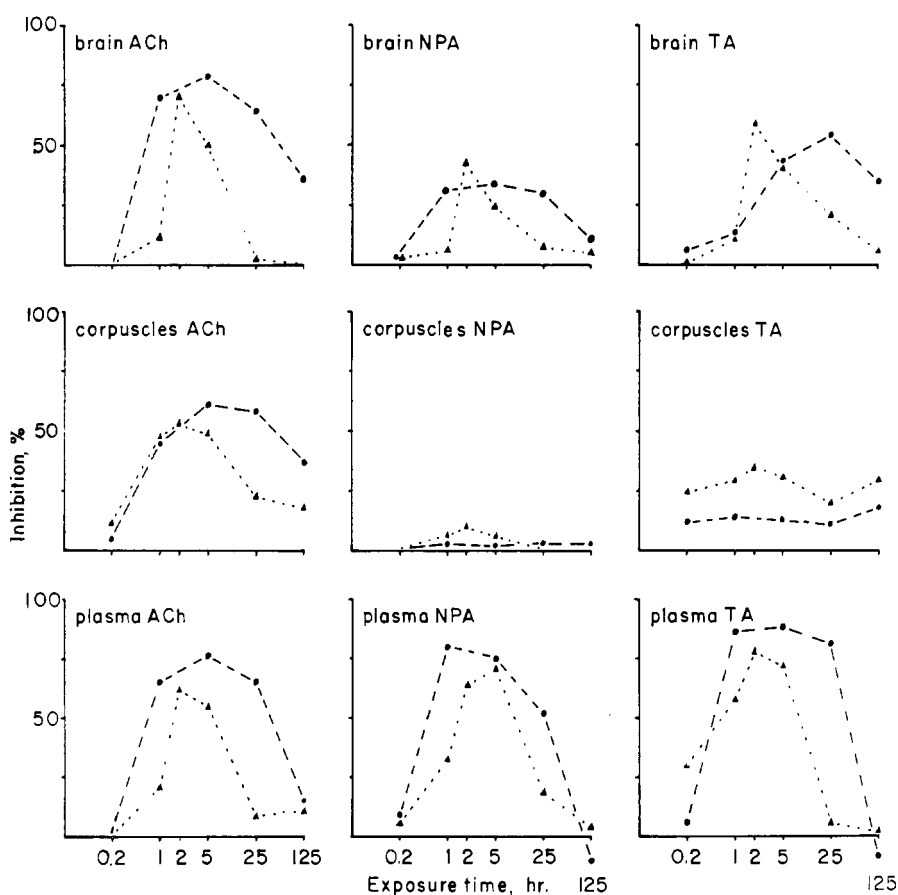 100
brain ACh
brain NPA
brain TA
50
100
corpuscles ACh
corpuscles NPA
corpuscles TA
50
Inhibition, %
100
plasma ACh
plasma NPA
plasma TA
50
0.2 1 2 5 25 125
0.2 1 2 5 25 125
0.2 1 2 5 25 125
Exposure time, hr.